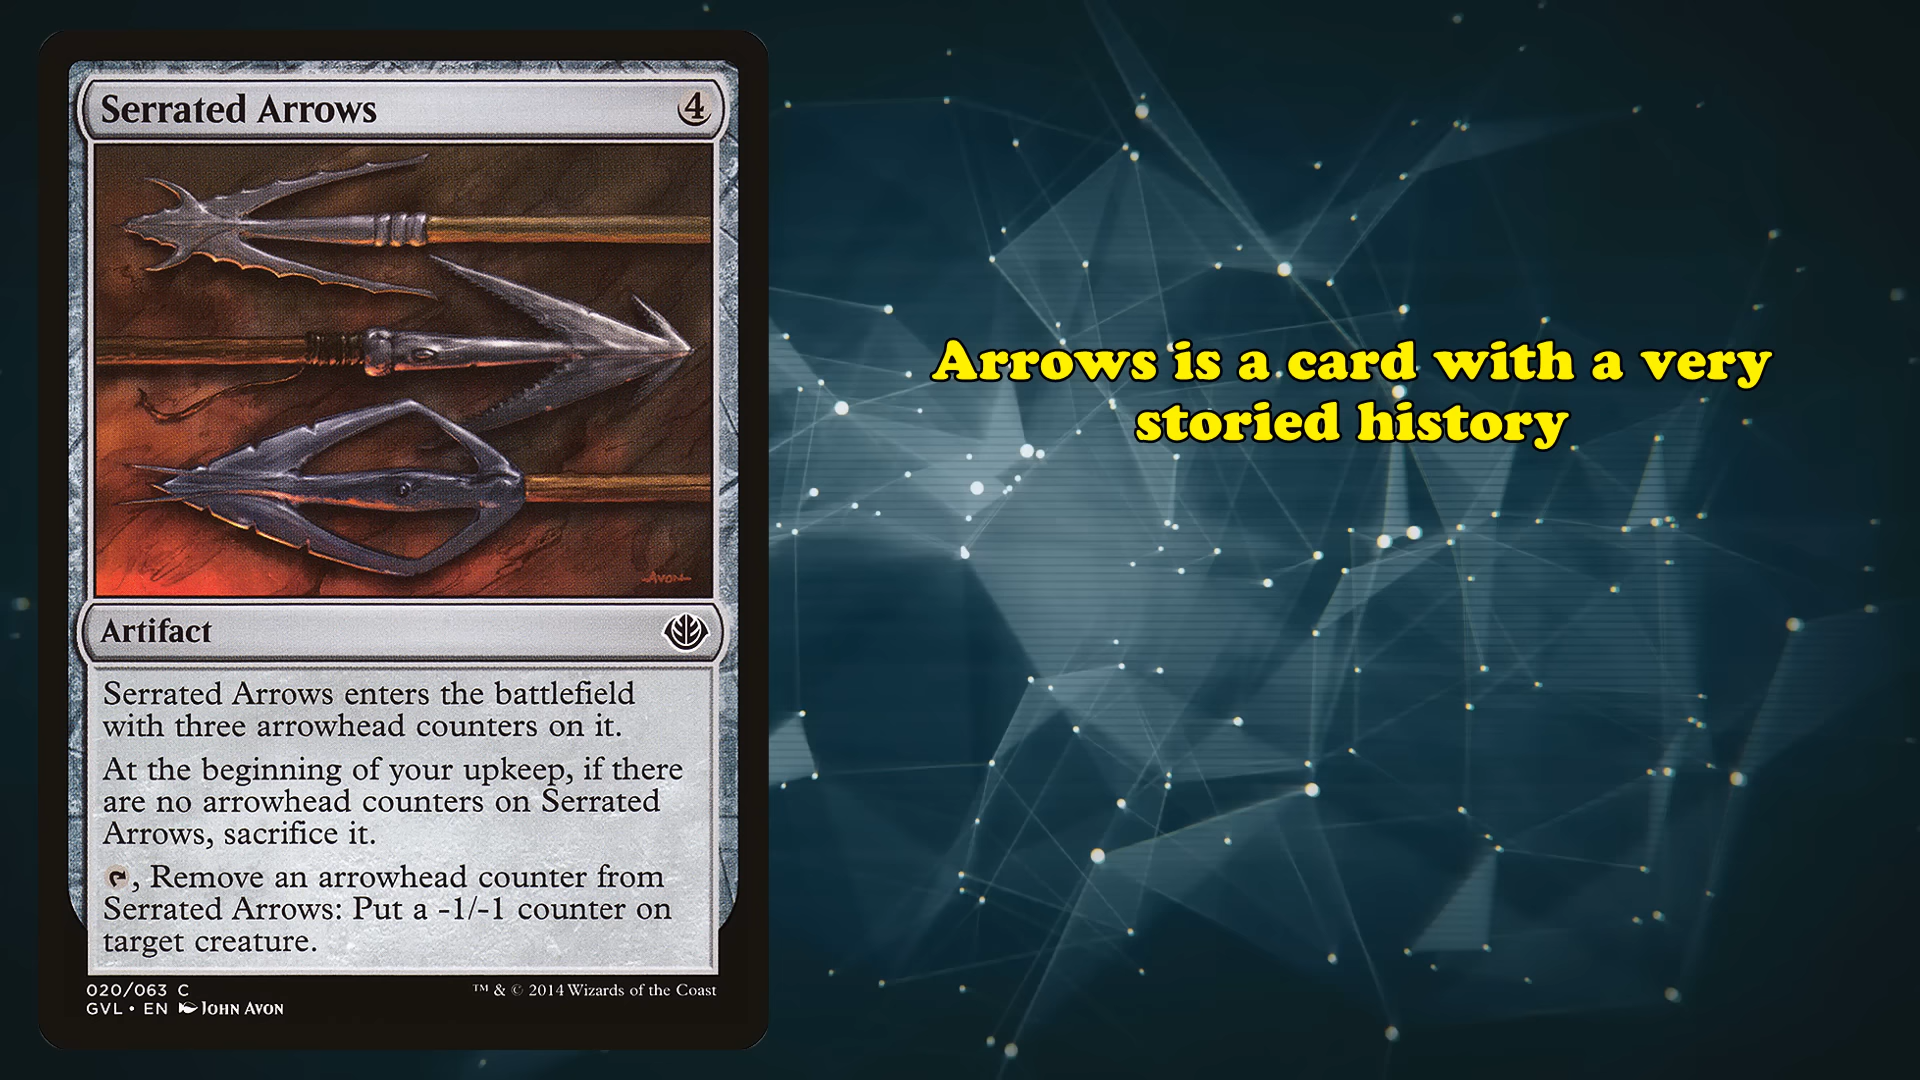 Serrated Arrows 4
AVON
Artifact
Serrated Arrows enters the battlefield
with three arrowhead counters on it.
At the beginning of your upkeep, if there
are no arrowhead counters on Serrated
Arrows, sacrifice it.
, Remove an arrowhead counter from
Serrated Arrows: Put a -1/-1 counter on
target creature.
020/063 C
GVL • EN JOHN AVON
™ & © 2014 Wizards of the Coast
Arrows is a card with a very
storied history